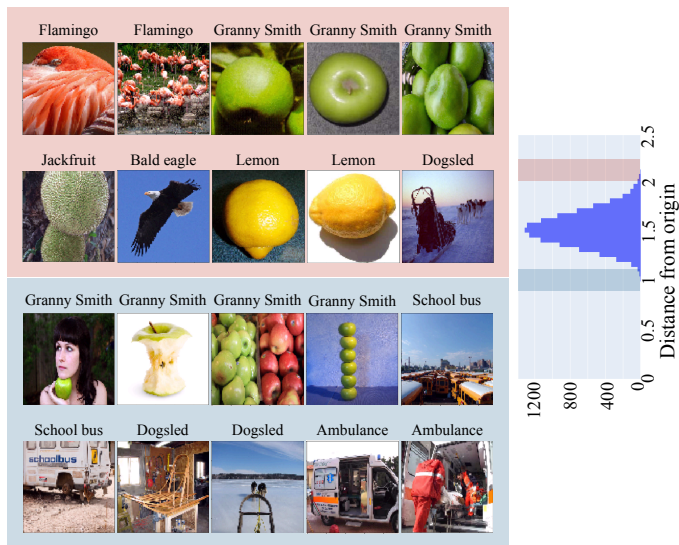 Flamingo Flamingo Granny Smith Granny Smith Granny Smith
Jackfruit Bald eagle Lemon Lemon Dogsled
Granny Smith Granny Smith Granny Smith Granny Smith School bus
School bus Dogsled Dogsled Ambulance Ambulance
schoolbus
0 0.5 1 1.5 2 2.5
Distance from origin
1200 800 400 0